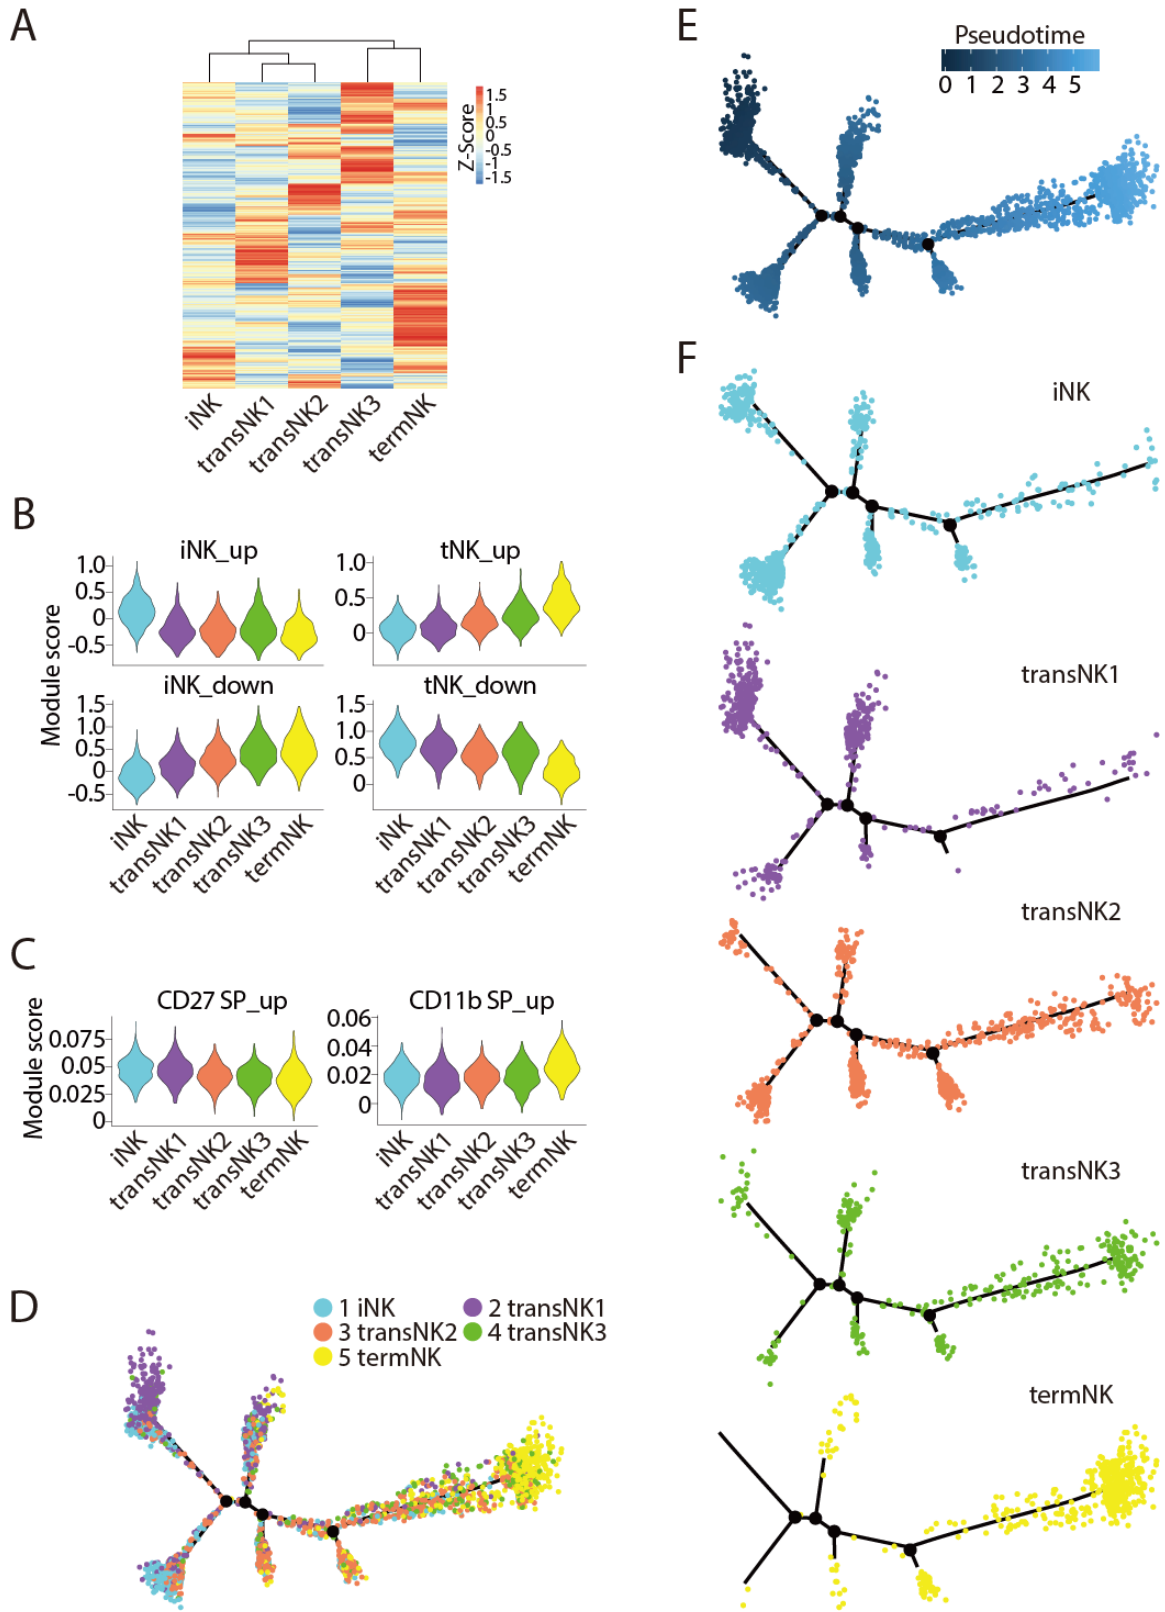 A
1.5
0.5
0
-0.5
-1
-1.5
Z-Score
iNK
transNK1
transNK2
transNK3
termNK
B
Module score
iNK_up
1.0
0.5
0
-0.5
tNK_up
1.0
0.5
0
iNK_down
1.5
1.0
0.5
0
-0.5
tNK_down
1.5
1.0
0.5
0
iNK
transNK1
transNK2
transNK3
termNK
iNK
transNK1
transNK2
transNK3
termNK
C
Module score
CD27 SP_up
0.075
0.05
0.025
0
CD11b SP_up
0.06
0.04
0.02
0
iNK
transNK1
transNK2
transNK3
termNK
iNK
transNK1
transNK2
transNK3
termNK
D
1 iNK
2 transNK1
3 transNK2
4 transNK3
5 termNK
E
Pseudotime
0 1 2 3 4 5
F
iNK
transNK1
transNK2
transNK3
termNK